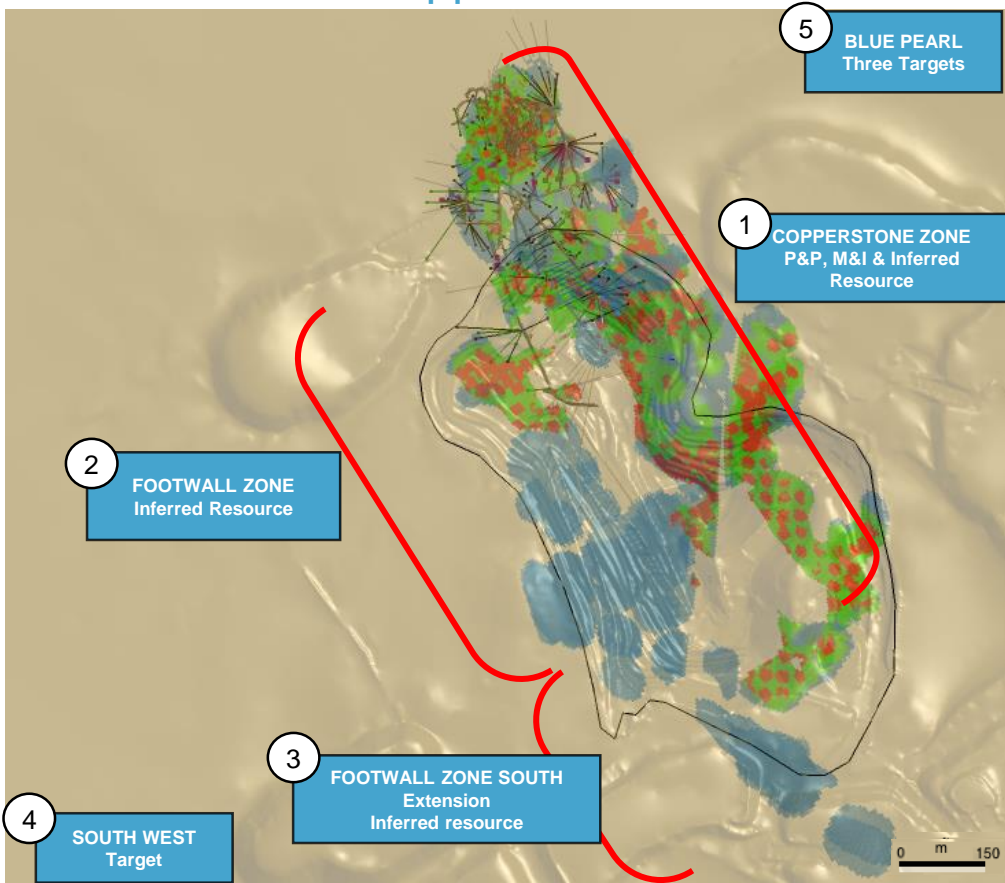 5
BLUE PEARL
Three Targets
1
COPPERSTONE ZONE
P&P, M&I & Inferred
Resource
2
FOOTWALL ZONE
Inferred Resource
3
FOOTWALL ZONE SOUTH
Extension
Inferred resource
4
SOUTH WEST
Target
0 m 150